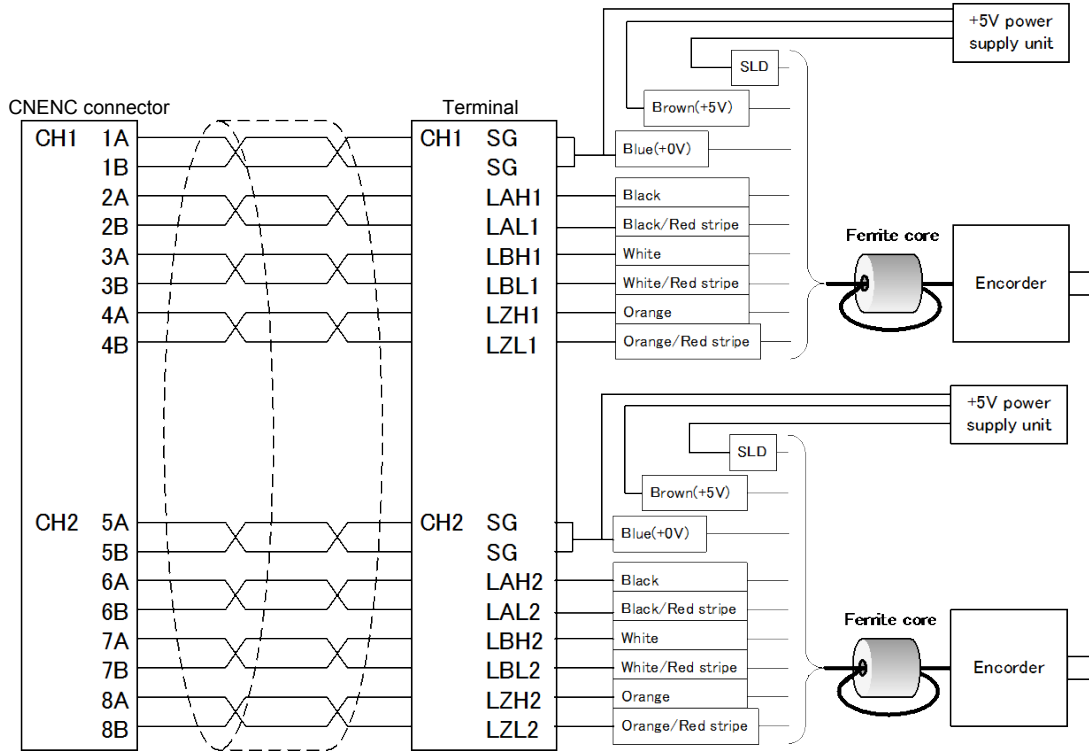 +5V power
supply unit
SLD
CNENC connector
Terminal
Brown(+5V)
CH1 1A
CH1 SG
Blue(+0V)
1B
SG
2A
LAH1
Black
2B
LAL1
Black/Red stripe
3A
LBH1
White
Ferrite core
3B
LBL1
White/Red stripe
Encorder
4A
LZH1
Orange
4B
LZL1
Orange/Red stripe
+5V power
supply unit
SLD
Brown(+5V)
CH2 5A
CH2 SG
Blue(+0V)
5B
SG
6A
LAH2
Black
6B
LAL2
Black/Red stripe
Ferrite core
7A
LBH2
White
7B
LBL2
White/Red stripe
Encorder
8A
LZH2
Orange
8B
LZL2
Orange/Red stripe